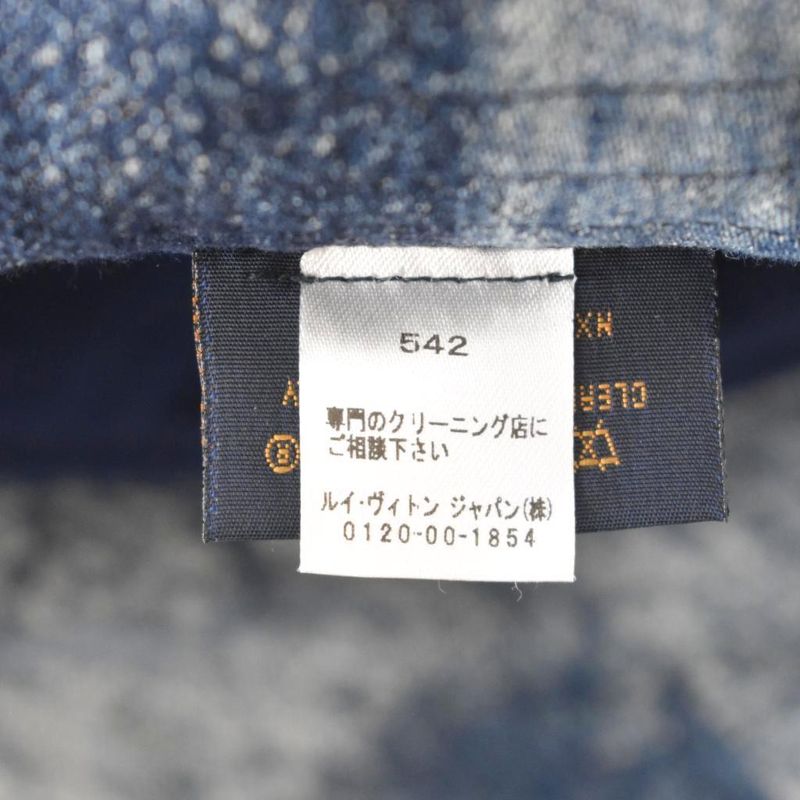 542
専門のクリーニング店に
ご相談下さい
ルイ・ヴィトン ジャパン(株)
0120-00-1854